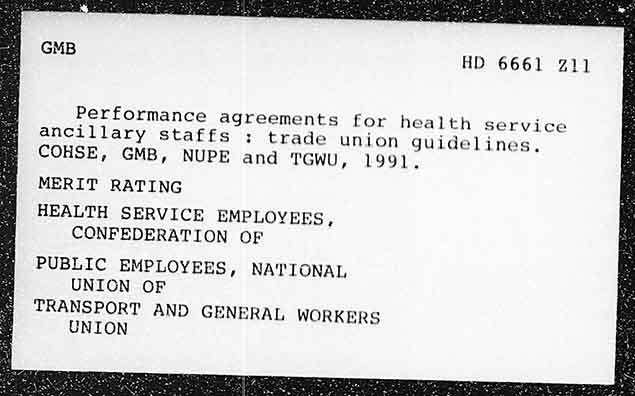 GMB
HD 6661 Z11
Performance agreements for health service
ancillary staffs : trade union guidelines.
COHSE, GMB, NUPE and TGWU, 1991.
MERIT RATING
HEALTH SERVICE EMPLOYEES,
CONFEDERATION OF
PUBLIC EMPLOYEES, NATIONAL
UNION OF
TRANSPORT AND GENERAL WORKERS
UNION